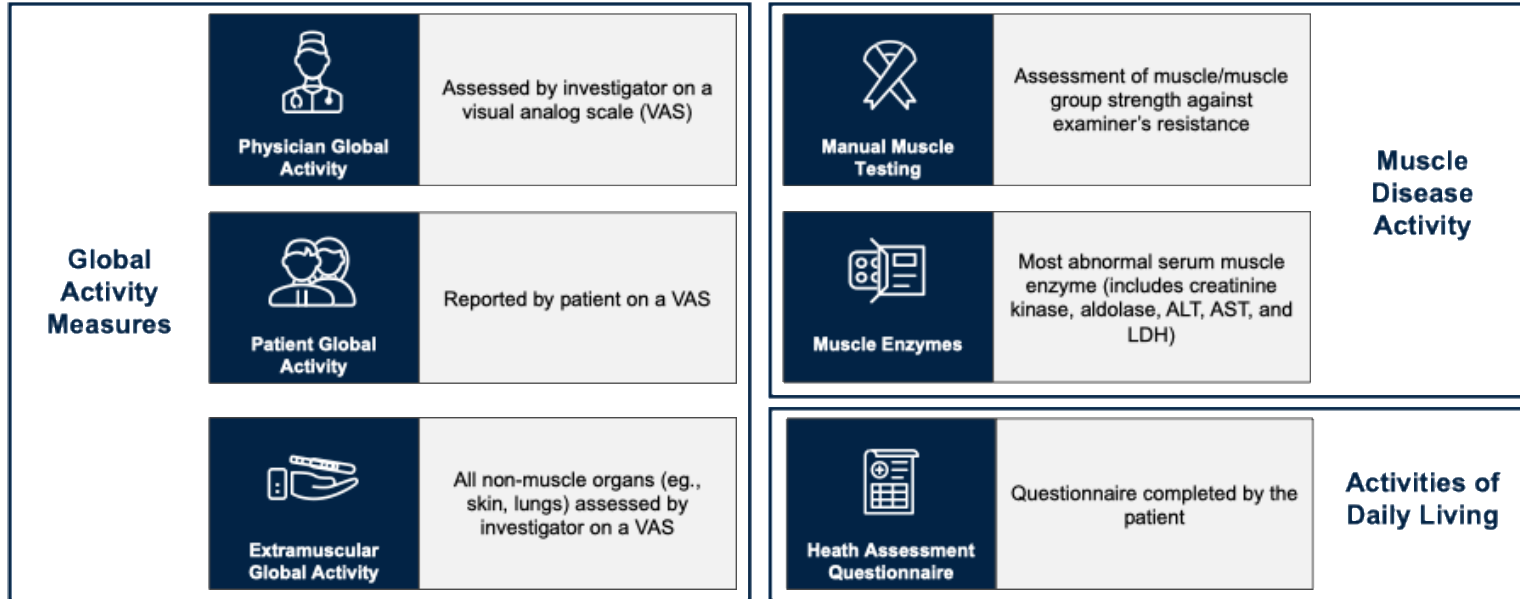 Global
Activity
Measures
Physician Global
Activity
Assessed by investigator on a
visual analog scale (VAS)
Patient Global
Activity
Reported by patient on a VAS
Extramuscular
Global Activity
All non-muscle organs (eg.,
skin, lungs) assessed by
investigator on a VAS
Manual Muscle
Testing
Assessment of muscle/muscle
group strength against
examiner's resistance
Muscle Enzymes
Most abnormal serum muscle
enzyme (includes creatinine
kinase, aldolase, ALT, AST, and
LDH)
Muscle
Disease
Activity
Heath Assessment
Questionnaire
Questionnaire completed by the
patient
Activities of
Daily Living